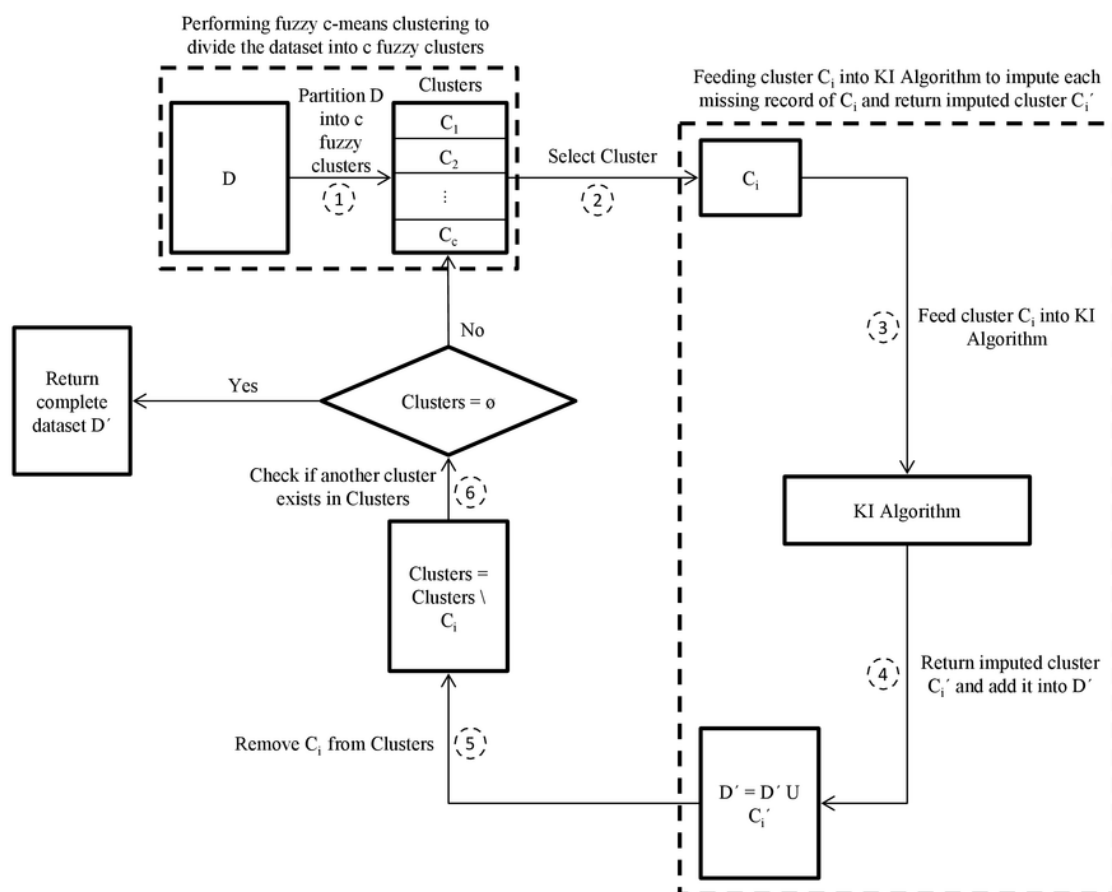 Performing fuzzy c-means clustering to
divide the dataset into c fuzzy clusters
Feeding cluster Cᵢ into KI Algorithm to impute each
missing record of Cᵢ and return imputed cluster Cᵢ´
D
Partition D
into c
fuzzy
clusters
1
Clusters
C₁
C₂
⋮
C꜀
Select Cluster
2
Cᵢ
3
Feed cluster Cᵢ into KI
Algorithm
KI Algorithm
4
Return imputed cluster
Cᵢ´ and add it into D´
D´ = D´ U
Cᵢ´
Remove Cᵢ from Clusters
5
Clusters =
Clusters \
Cᵢ
Check if another cluster
exists in Clusters
6
Clusters = ø
No
Yes
Return
complete
dataset D´